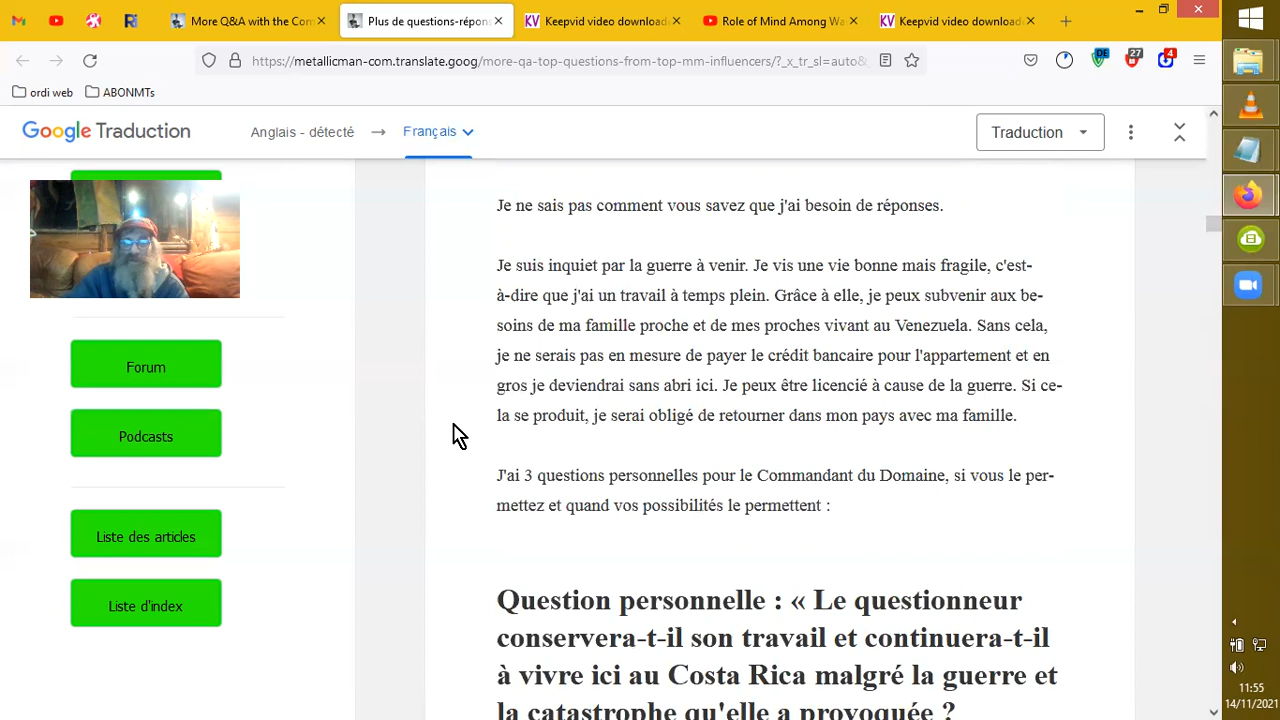 More Q&A with the Com
Plus de questions-répon
Keepvid video download
Role of Mind Among Wa
Keepvid video download
https://metallicman-com.translate.goog/more-qa-top-questions-from-top-mm-influencers/?_x_tr_sl=auto&
DE
27
4
ordi web
ABONMTs
Google Traduction
Anglais - détecté
Français
Traduction
Forum
Podcasts
Liste des articles
Liste d'index
Je ne sais pas comment vous savez que j'ai besoin de réponses.
Je suis inquiet par la guerre à venir. Je vis une vie bonne mais fragile, c'est-
à-dire que j'ai un travail à temps plein. Grâce à elle, je peux subvenir aux be-
soins de ma famille proche et de mes proches vivant au Venezuela. Sans cela,
je ne serais pas en mesure de payer le crédit bancaire pour l'appartement et en
gros je deviendrai sans abri ici. Je peux être licencié à cause de la guerre. Si ce-
la se produit, je serai obligé de retourner dans mon pays avec ma famille.
J'ai 3 questions personnelles pour le Commandant du Domaine, si vous le per-
mettez et quand vos possibilités le permettent :
Question personnelle : « Le questionneur
conservera-t-il son travail et continuera-t-il
à vivre ici au Costa Rica malgré la guerre et
la catastrophe qu'elle a provoquée ?
11:55
14/11/2021